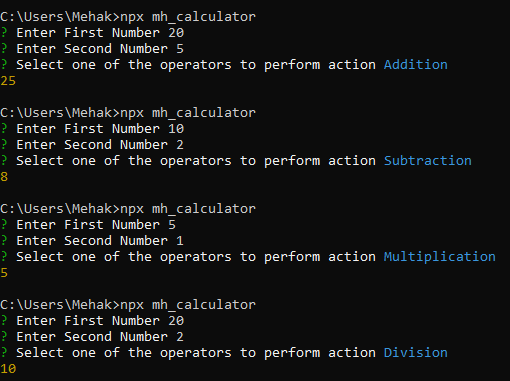 C:\Users\Mehak>npx mh_calculator
? Enter First Number 20
? Enter Second Number 5
? Select one of the operators to perform action Addition
25
C:\Users\Mehak>npx mh_calculator
? Enter First Number 10
? Enter Second Number 2
? Select one of the operators to perform action Subtraction
8
C:\Users\Mehak>npx mh_calculator
? Enter First Number 5
? Enter Second Number 1
? Select one of the operators to perform action Multiplication
5
C:\Users\Mehak>npx mh_calculator
? Enter First Number 20
? Enter Second Number 2
? Select one of the operators to perform action Division
10